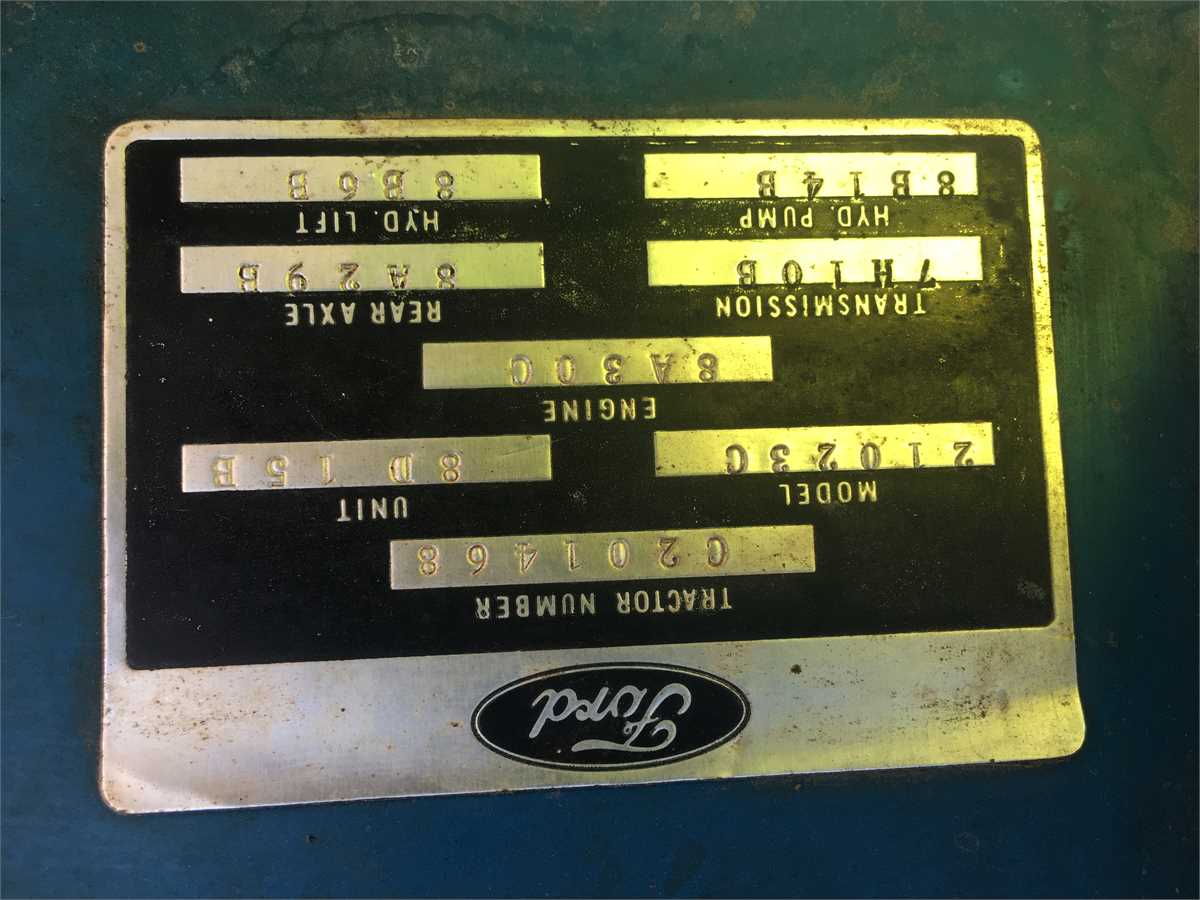 Ford
TRACTOR NUMBER
C201468
MODEL UNIT
21023C 8D15B
ENGINE
8A30C
TRANSMISSION REAR AXLE
7H10B 8A29B
HYD. PUMP HYD. LIFT
8B14B 8B6B